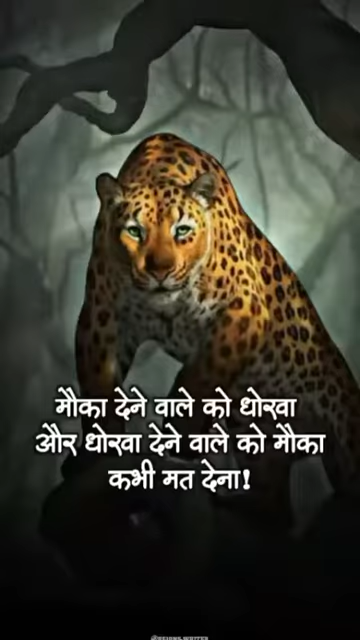 मौका देने वाले को धोखा
और धोखा देने वाले को मौका
कभी मत देना!